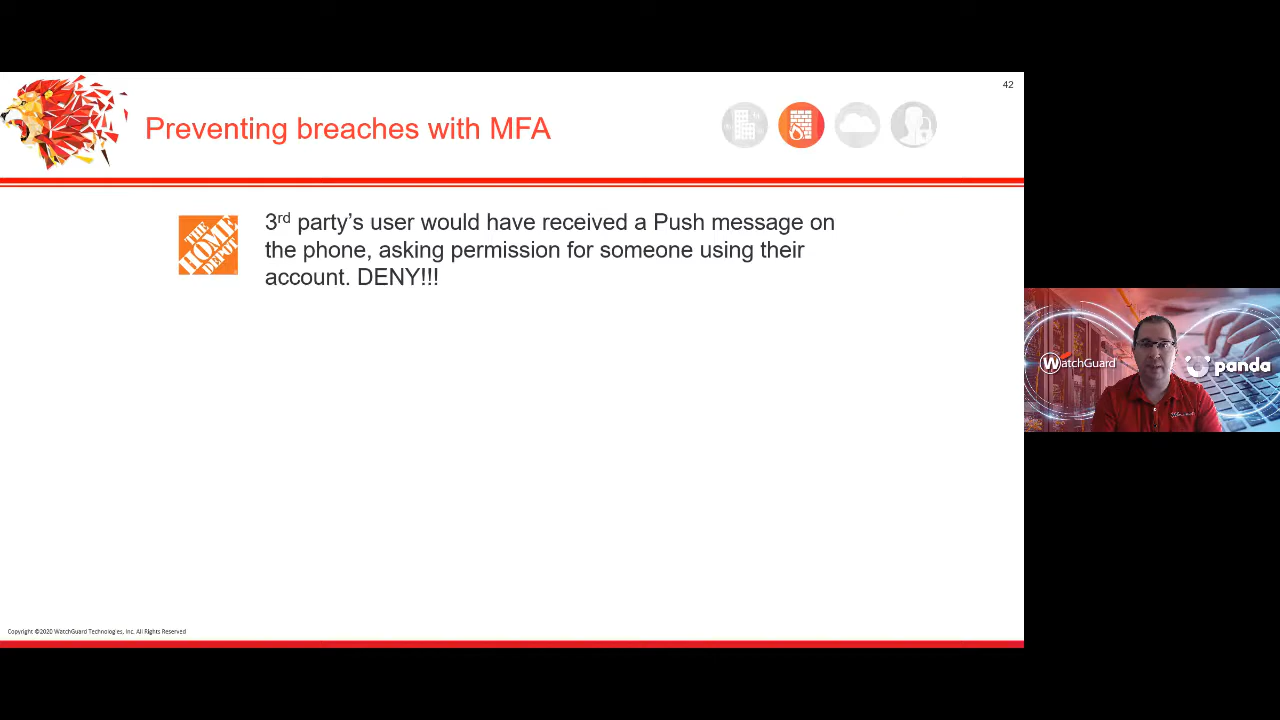 42
Preventing breaches with MFA
THE
HOME
DEPOT
3rd party's user would have received a Push message on
the phone, asking permission for someone using their
account. DENY!!!
WatchGuard
panda
Copyright ©2020 WatchGuard Technologies, Inc. All Rights Reserved